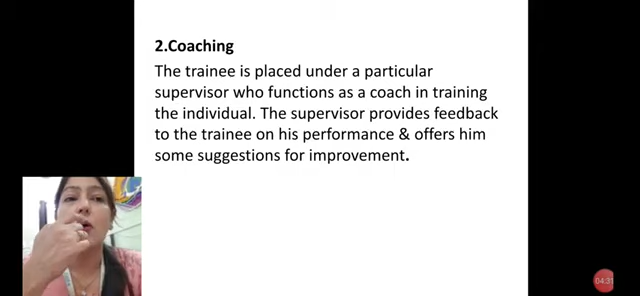 2.Coaching
The trainee is placed under a particular
supervisor who functions as a coach in training
the individual. The supervisor provides feedback
to the trainee on his performance & offers him
some suggestions for improvement.
04:31